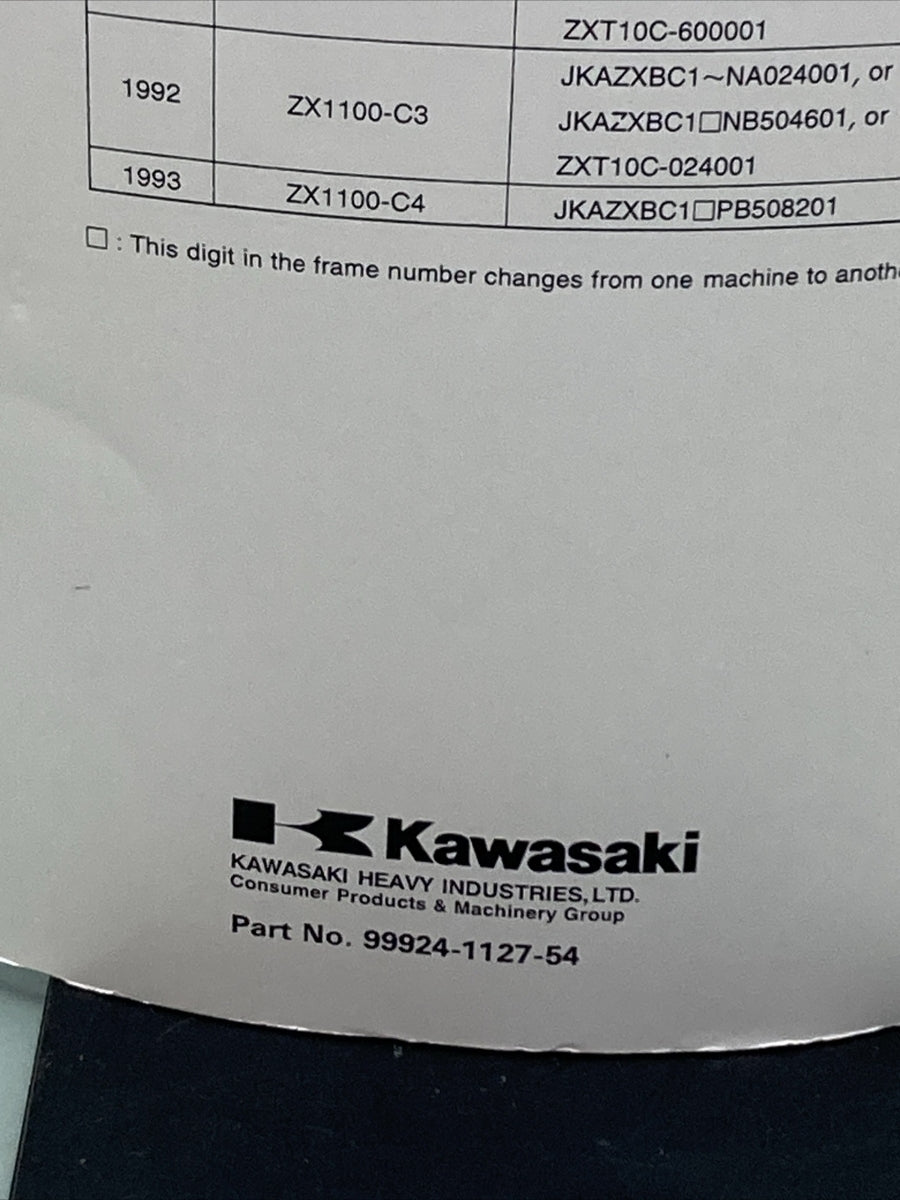 ZXT10C-600001
1992 ZX1100-C3 JKAZXBC1~NA024001, or
JKAZXBC1□NB504601, or
ZXT10C-024001
1993 ZX1100-C4 JKAZXBC1□PB508201
□ : This digit in the frame number changes from one machine to
Kawasaki
KAWASAKI HEAVY INDUSTRIES, LTD.
Consumer Products & Machinery Group
Part No. 99924-1127-54